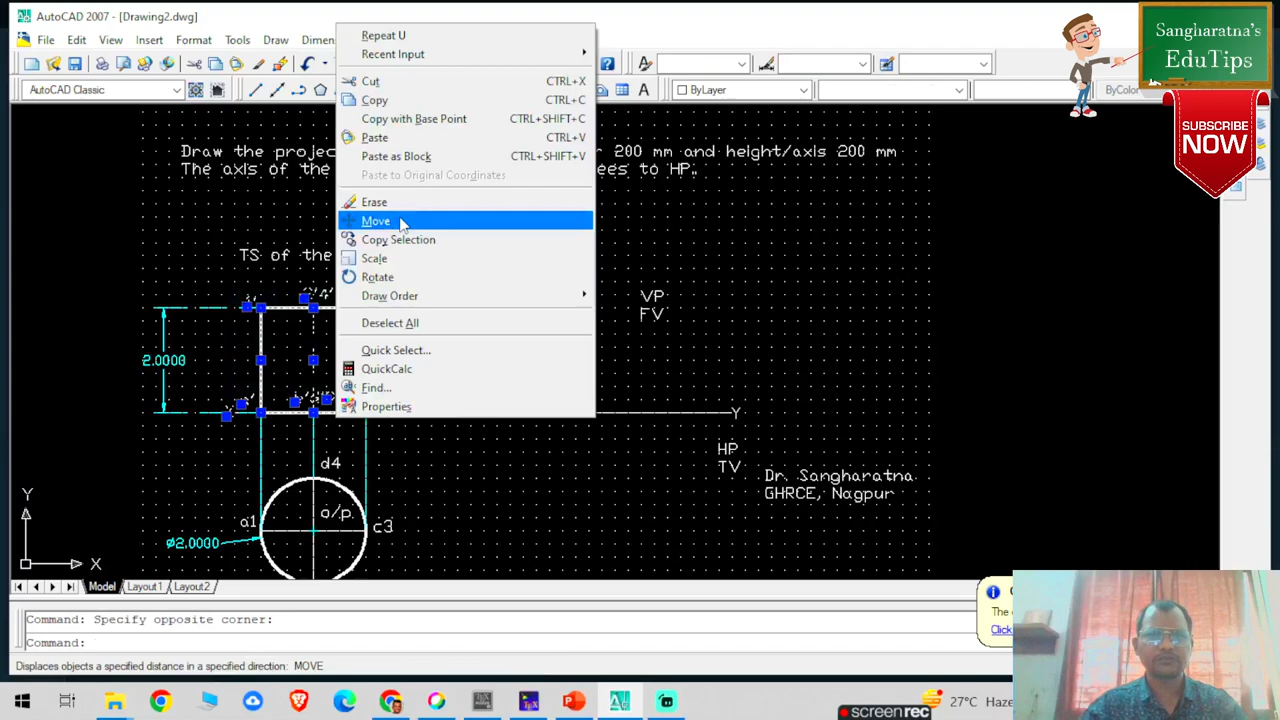 AutoCAD 2007 - [Drawing2.dwg]
File Edit View Insert Format Tools Draw Dimen
AutoCAD Classic
ByLayer
ByColor
Sangharatna's
EduTips
SUBSCRIBE
NOW
Repeat U
Recent Input
Cut CTRL+X
Copy CTRL+C
Copy with Base Point CTRL+SHIFT+C
Paste CTRL+V
Paste as Block CTRL+SHIFT+V
Paste to Original Coordinates
Erase
Move
Copy Selection
Scale
Rotate
Draw Order
Deselect All
Quick Select...
QuickCalc
Find...
Properties
Draw the projec 200 mm and height/axis 200 mm
The axis of the ees to HP.
TS of the
VP
FV
2.0000
Y
HP
TV
Dr. Sangharatna
GHRCE, Nagpur
d4
a1
o/p
c3
ø2.0000
Y
X
Model Layout1 Layout2
Command: Specify opposite corner:
Command:
Displaces objects a specified distance in a specified direction: MOVE
The
Click
27°C Haze
screenrec